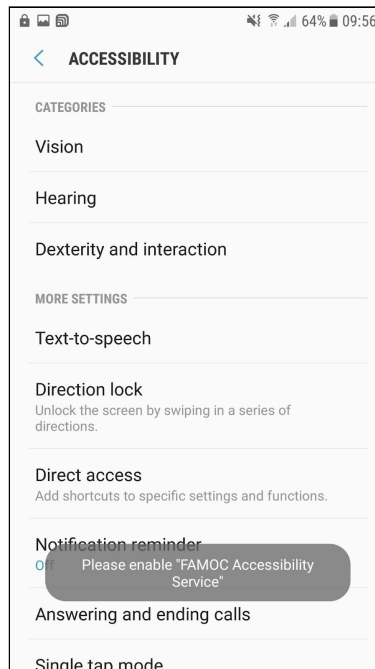 64% 09:56
ACCESSIBILITY
CATEGORIES
Vision
Hearing
Dexterity and interaction
MORE SETTINGS
Text-to-speech
Direction lock
Unlock the screen by swiping in a series of
directions.
Direct access
Add shortcuts to specific settings and functions.
Notification reminder
Off
Please enable "FAMOC Accessibility
Service"
Answering and ending calls
Single tap mode